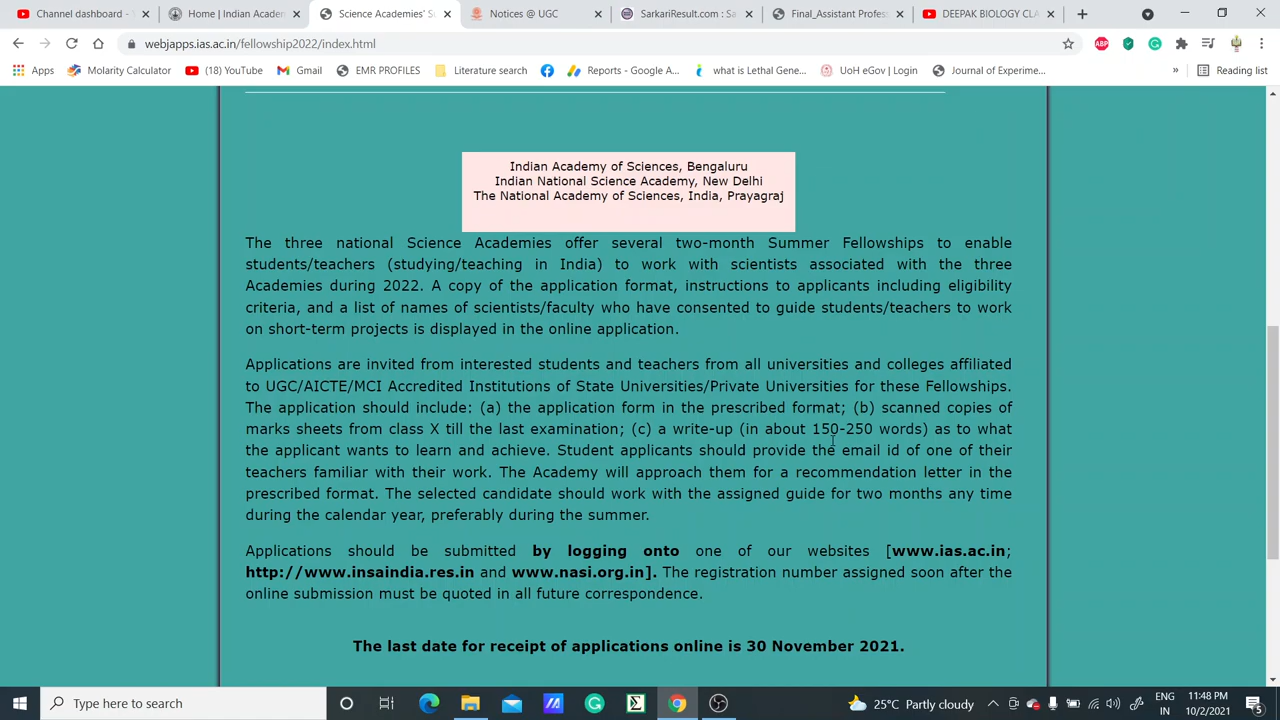 Channel dashboard - Y
Home | Indian Academ
Science Academies' Su
Notices @ UGC
SarkariResult.com : Sar
Final_Assistant Profess
DEEPAK BIOLOGY CLA
webjapps.ias.ac.in/fellowship2022/index.html
Apps
Molarity Calculator
(18) YouTube
Gmail
EMR PROFILES
Literature search
Reports - Google A...
what is Lethal Gene...
UoH eGov | Login
Journal of Experime...
»
Reading list
Indian Academy of Sciences, Bengaluru
Indian National Science Academy, New Delhi
The National Academy of Sciences, India, Prayagraj
The three national Science Academies offer several two-month Summer Fellowships to enable
students/teachers (studying/teaching in India) to work with scientists associated with the three
Academies during 2022. A copy of the application format, instructions to applicants including eligibility
criteria, and a list of names of scientists/faculty who have consented to guide students/teachers to work
on short-term projects is displayed in the online application.
Applications are invited from interested students and teachers from all universities and colleges affiliated
to UGC/AICTE/MCI Accredited Institutions of State Universities/Private Universities for these Fellowships.
The application should include: (a) the application form in the prescribed format; (b) scanned copies of
marks sheets from class X till the last examination; (c) a write-up (in about 150-250 words) as to what
the applicant wants to learn and achieve. Student applicants should provide the email id of one of their
teachers familiar with their work. The Academy will approach them for a recommendation letter in the
prescribed format. The selected candidate should work with the assigned guide for two months any time
during the calendar year, preferably during the summer.
Applications should be submitted by logging onto one of our websites [www.ias.ac.in;
http://www.insaindia.res.in and www.nasi.org.in]. The registration number assigned soon after the
online submission must be quoted in all future correspondence.
The last date for receipt of applications online is 30 November 2021.
Type here to search
25°C Partly cloudy
ENG
IN
11:48 PM
10/2/2021
5